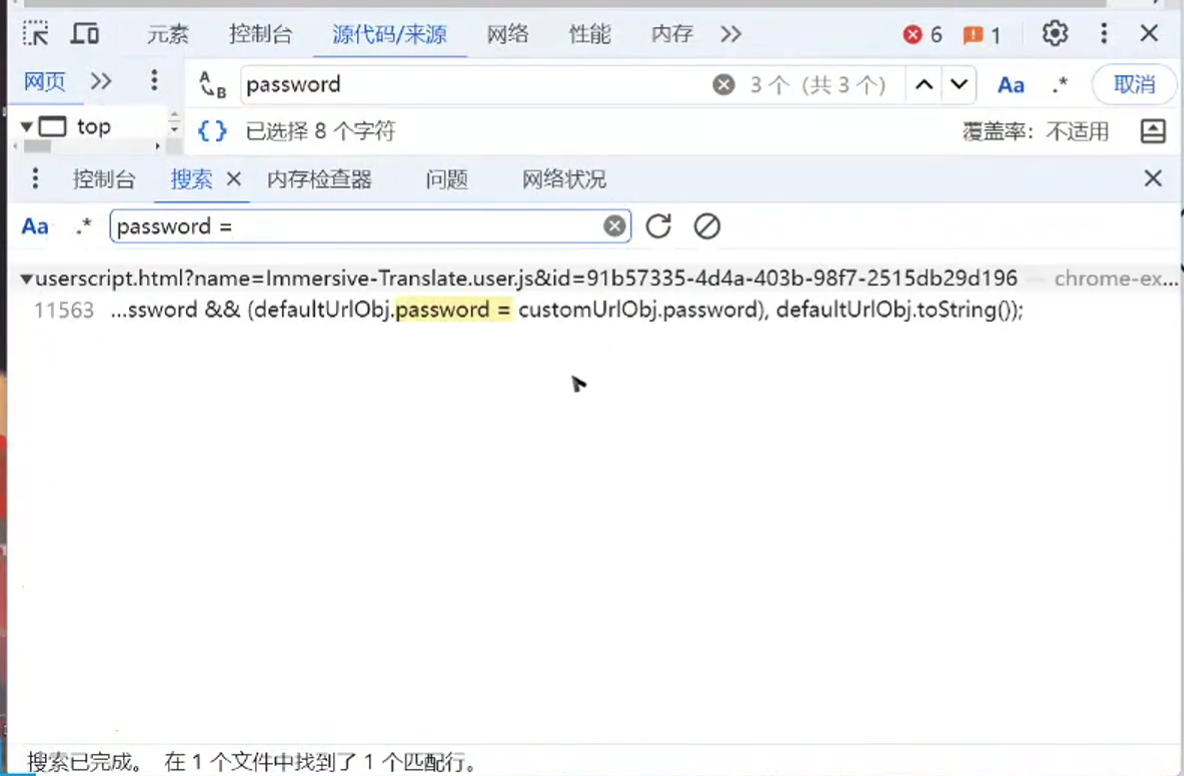 元素 控制台 源代码/来源 网络 性能 内存 6 1
网页 password 3 个 (共 3 个) Aa .* 取消
top {} 已选择 8 个字符 覆盖率：不适用
控制台 搜索 内存检查器 问题 网络状况
Aa .* password =
userscript.html?name=Immersive-Translate.user.js&id=91b57335-4d4a-403b-98f7-2515db29d196 — chrome-ex...
11563 ...ssword && (defaultUrlObj.password = customUrlObj.password), defaultUrlObj.toString());
搜索已完成。 在 1 个文件中找到了 1 个匹配行。